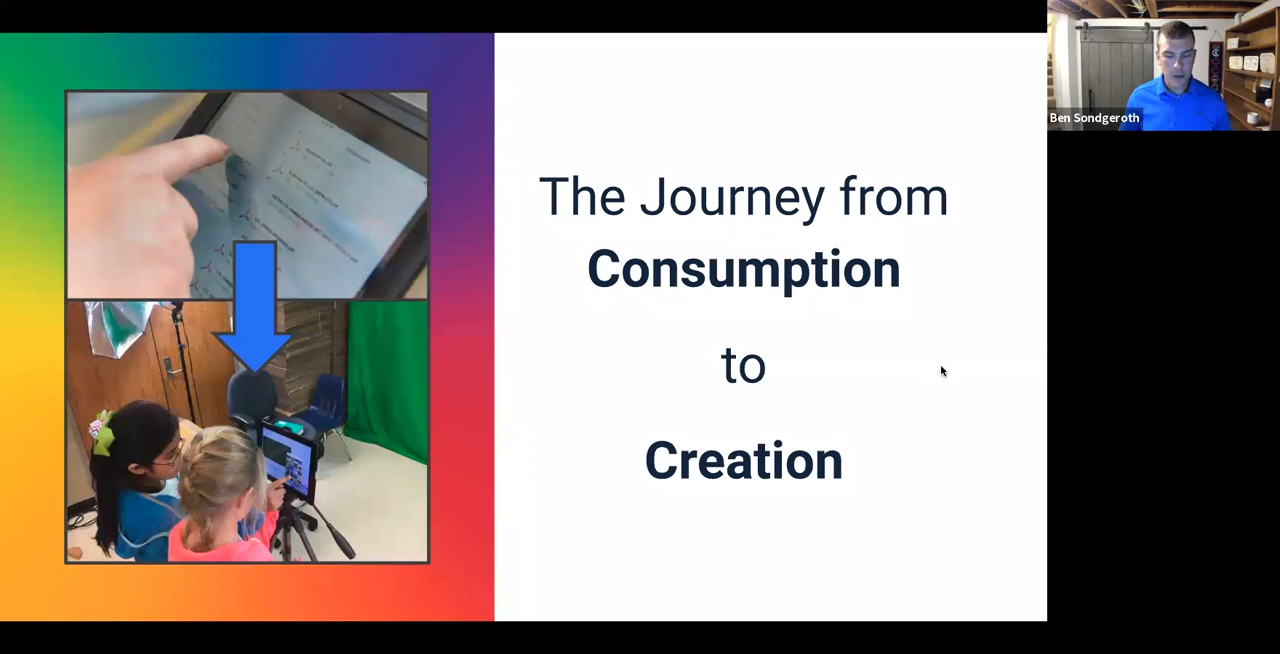 The Journey from
Consumption
to
Creation
Ben Sondgeroth